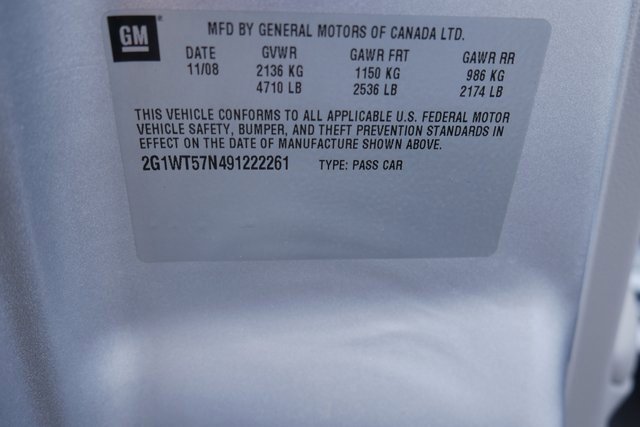 GM
MFD BY GENERAL MOTORS OF CANADA LTD.
DATE GVWR GAWR FRT GAWR RR
11/08 2136 KG 1150 KG 986 KG
4710 LB 2536 LB 2174 LB
THIS VEHICLE CONFORMS TO ALL APPLICABLE U.S. FEDERAL MOTOR
VEHICLE SAFETY, BUMPER, AND THEFT PREVENTION STANDARDS IN
EFFECT ON THE DATE OF MANUFACTURE SHOWN ABOVE.
2G1WT57N491222261 TYPE: PASS CAR